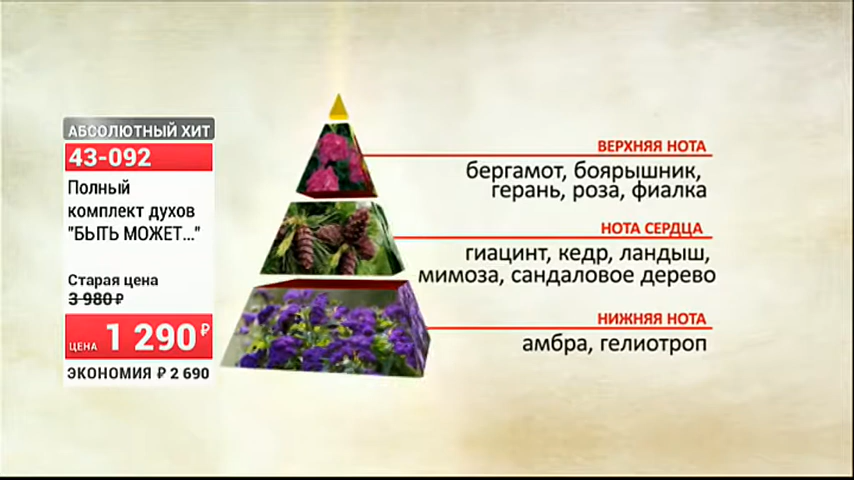 АБСОЛЮТНЫЙ ХИТ
43-092
Полный
комплект духов
"БЫТЬ МОЖЕТ..."
Старая цена
3 980 ₽
ЦЕНА 1 290 ₽
ЭКОНОМИЯ ₽ 2 690
ВЕРХНЯЯ НОТА
бергамот, боярышник,
герань, роза, фиалка
НОТА СЕРДЦА
гиацинт, кедр, ландыш,
мимоза, сандаловое дерево
НИЖНЯЯ НОТА
амбра, гелиотроп